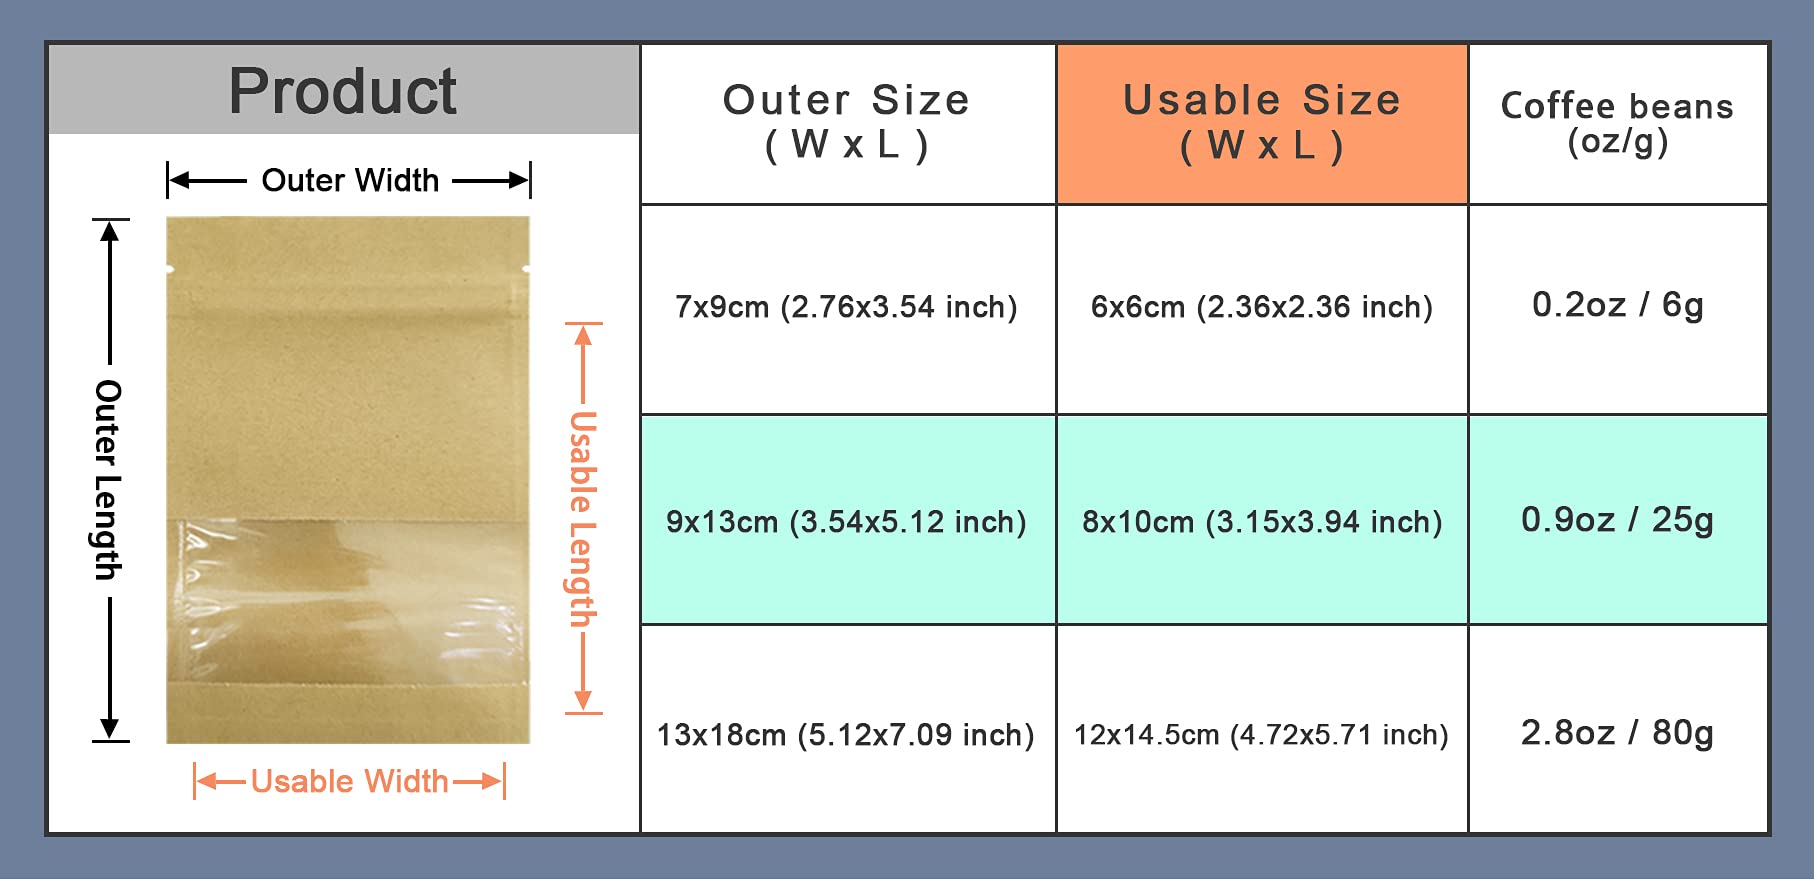 Product
Outer Size
( W x L )
Usable Size
( W x L )
Coffee beans
(oz/g)
Outer Width
Outer Length
Usable Length
Usable Width
7x9cm (2.76x3.54 inch)
6x6cm (2.36x2.36 inch)
0.2oz / 6g
9x13cm (3.54x5.12 inch)
8x10cm (3.15x3.94 inch)
0.9oz / 25g
13x18cm (5.12x7.09 inch)
12x14.5cm (4.72x5.71 inch)
2.8oz / 80g